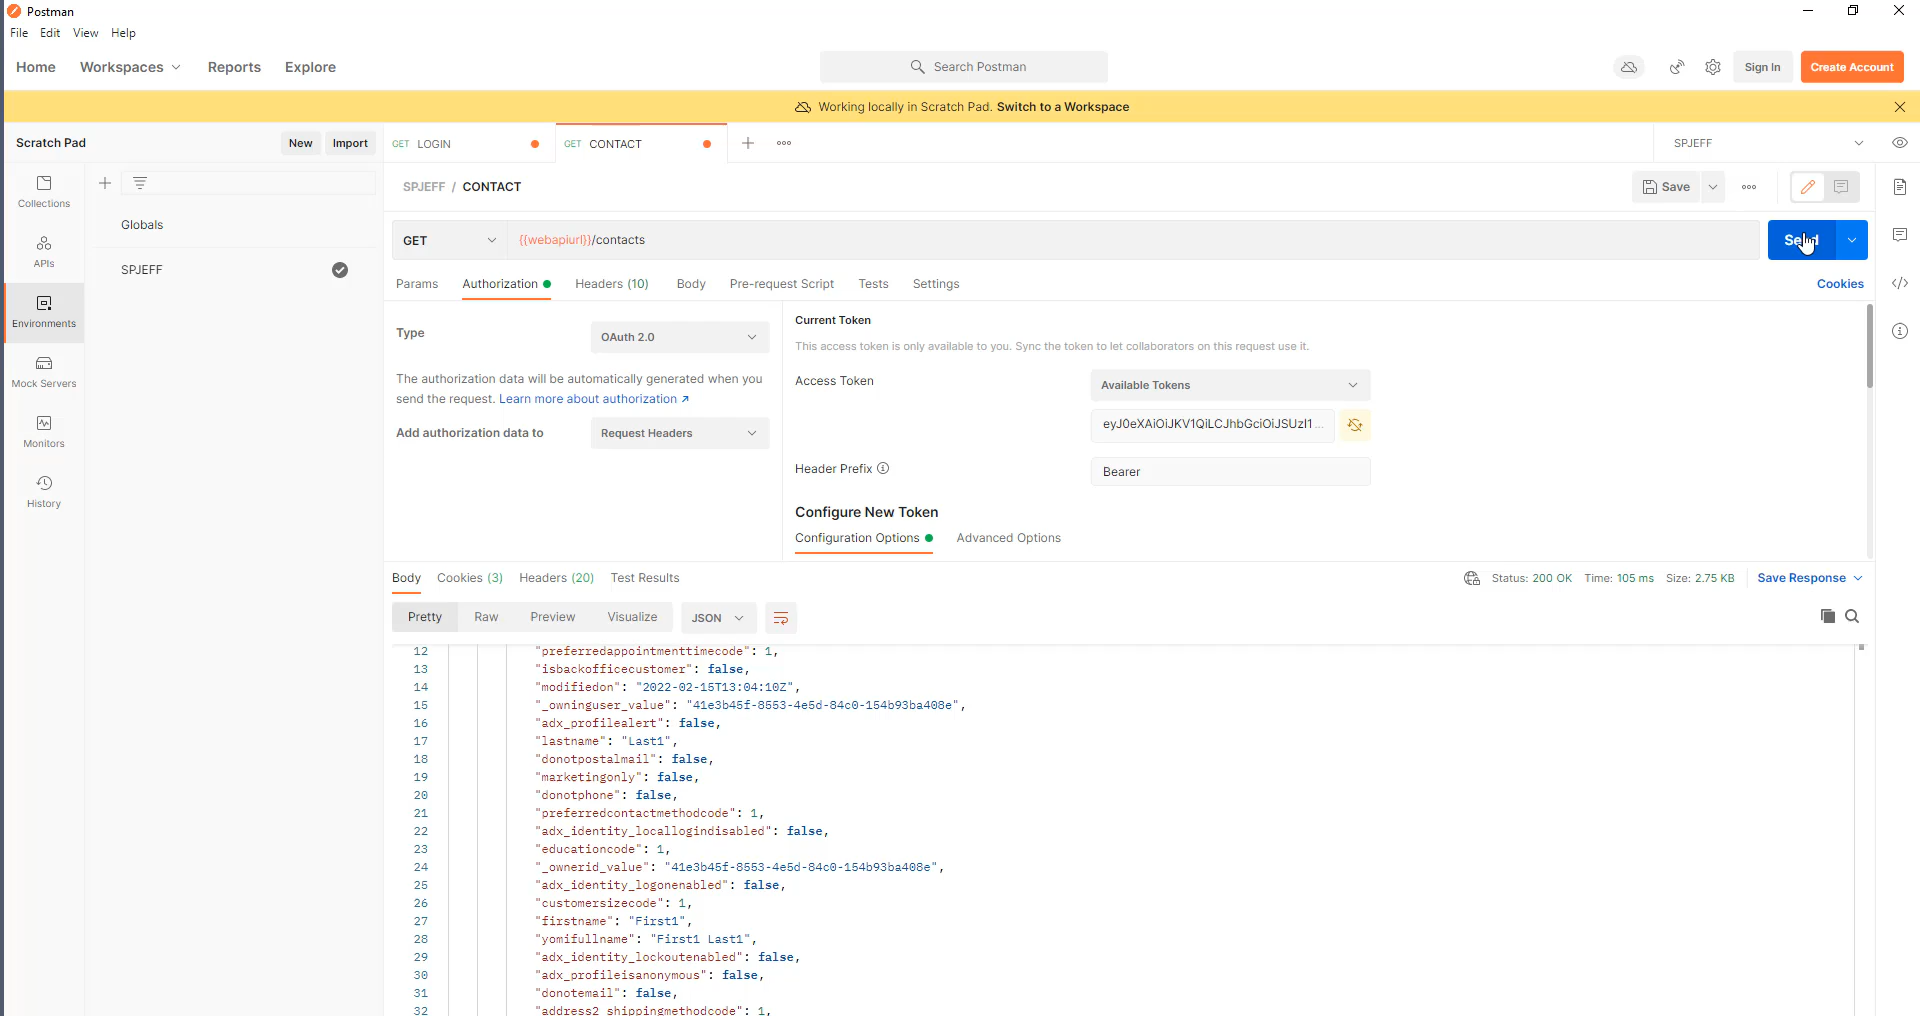 Postman
File Edit View Help
Home Workspaces Reports Explore
Search Postman
Sign In Create Account
Working locally in Scratch Pad. Switch to a Workspace
Scratch Pad New Import
GET LOGIN GET CONTACT
SPJEFF
Collections
APIs
Environments
Mock Servers
Monitors
History
Globals
SPJEFF
SPJEFF / CONTACT
Save
GET {{webapiurl}}/contacts
Send
Params Authorization Headers (10) Body Pre-request Script Tests Settings
Cookies
Type OAuth 2.0
The authorization data will be automatically generated when you
send the request. Learn more about authorization
Add authorization data to Request Headers
Current Token
This access token is only available to you. Sync the token to let collaborators on this request use it.
Access Token Available Tokens
eyJ0eXAiOiJKV1QiLCJhbGciOiJSUzI1 ...
Header Prefix Bearer
Configure New Token
Configuration Options Advanced Options
Body Cookies (3) Headers (20) Test Results
Status: 200 OK Time: 105 ms Size: 2.75 KB Save Response
Pretty Raw Preview Visualize JSON
12 "preferredappointmenttimecode": 1,
13 "isbackofficecustomer": false,
14 "modifiedon": "2022-02-15T13:04:10Z",
15 "_owninguser_value": "41e3b45f-8553-4e5d-84c0-154b93ba408e",
16 "adx_profilealert": false,
17 "lastname": "Last1",
18 "donotpostalmail": false,
19 "marketingonly": false,
20 "donotphone": false,
21 "preferredcontactmethodcode": 1,
22 "adx_identity_locallogindisabled": false,
23 "educationcode": 1,
24 "_ownerid_value": "41e3b45f-8553-4e5d-84c0-154b93ba408e",
25 "adx_identity_logonenabled": false,
26 "customersizecode": 1,
27 "firstname": "First1",
28 "yomifullname": "First1 Last1",
29 "adx_identity_lockoutenabled": false,
30 "adx_profileisanonymous": false,
31 "donotemail": false,
32 "address2_shippingmethodcode": 1,